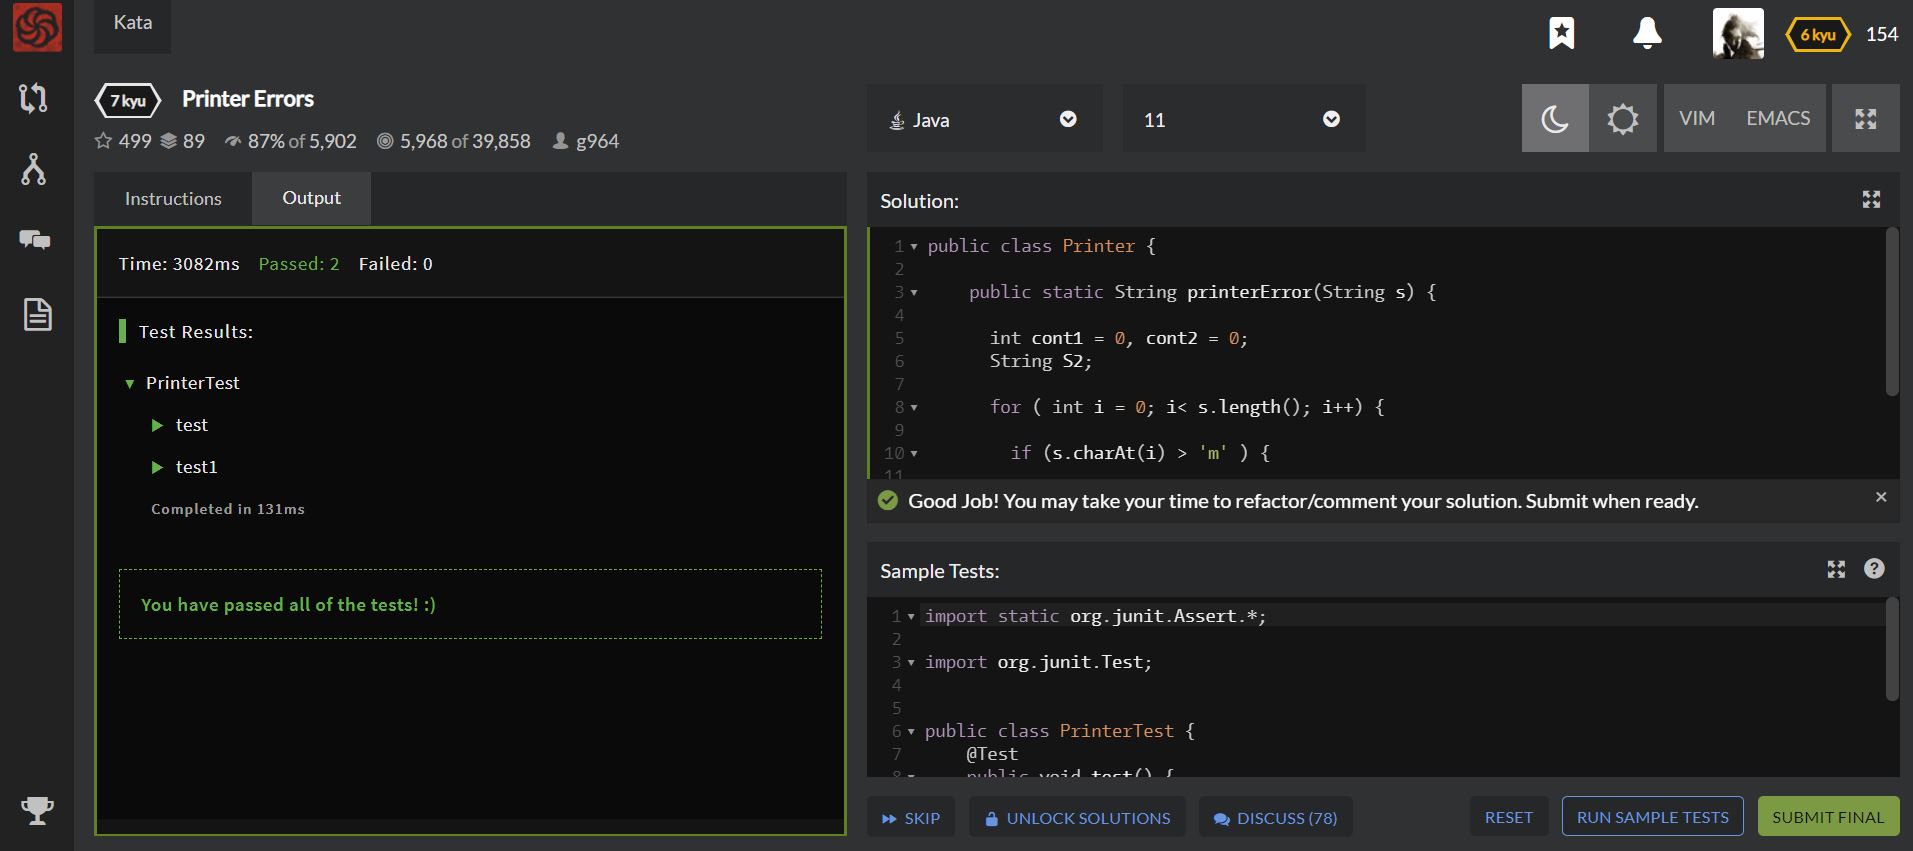 Kata
6 kyu 154
7 kyu Printer Errors
499 89 87% of 5,902 5,968 of 39,858 g964
Java
11
VIM EMACS
Instructions Output
Time: 3082ms Passed: 2 Failed: 0
Test Results:
PrinterTest
test
test1
Completed in 131ms
You have passed all of the tests! :)
Solution:
1 public class Printer {
2
3 public static String printerError(String s) {
4
5 int cont1 = 0, cont2 = 0;
6 String S2;
7
8 for ( int i = 0; i< s.length(); i++) {
9
10 if (s.charAt(i) > 'm' ) {
11
Good Job! You may take your time to refactor/comment your solution. Submit when ready.
Sample Tests:
1 import static org.junit.Assert.*;
2
3 import org.junit.Test;
4
5
6 public class PrinterTest {
7 @Test
8 public void test() {
SKIP UNLOCK SOLUTIONS DISCUSS (78) RESET RUN SAMPLE TESTS SUBMIT FINAL